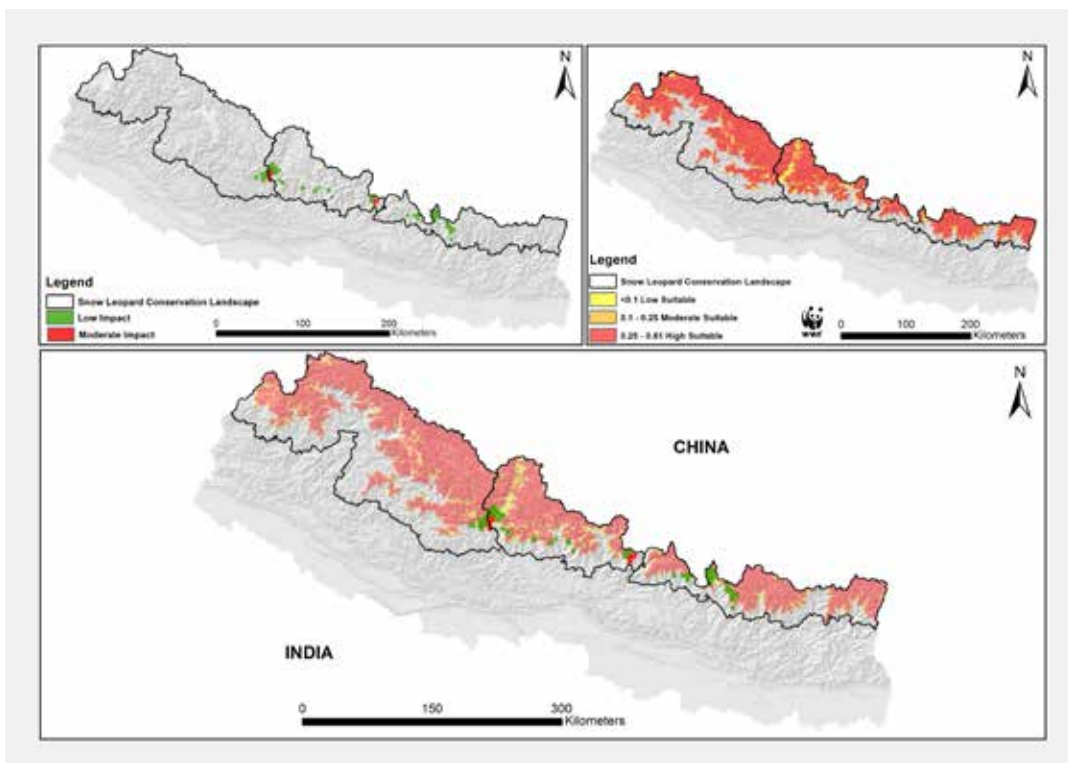 N
Legend
Snow Leopard Conservation Landscape
Low Impact
Moderate Impact
0 100 200
Kilometers
N
Legend
Snow Leopard Conservation Landscape
<0.1 Low Suitable
0.1 - 0.25 Moderate Suitable
0.25 - 0.61 High Suitable
WWF
0 100 200
Kilometers
N
CHINA
INDIA
0 150 300
Kilometers